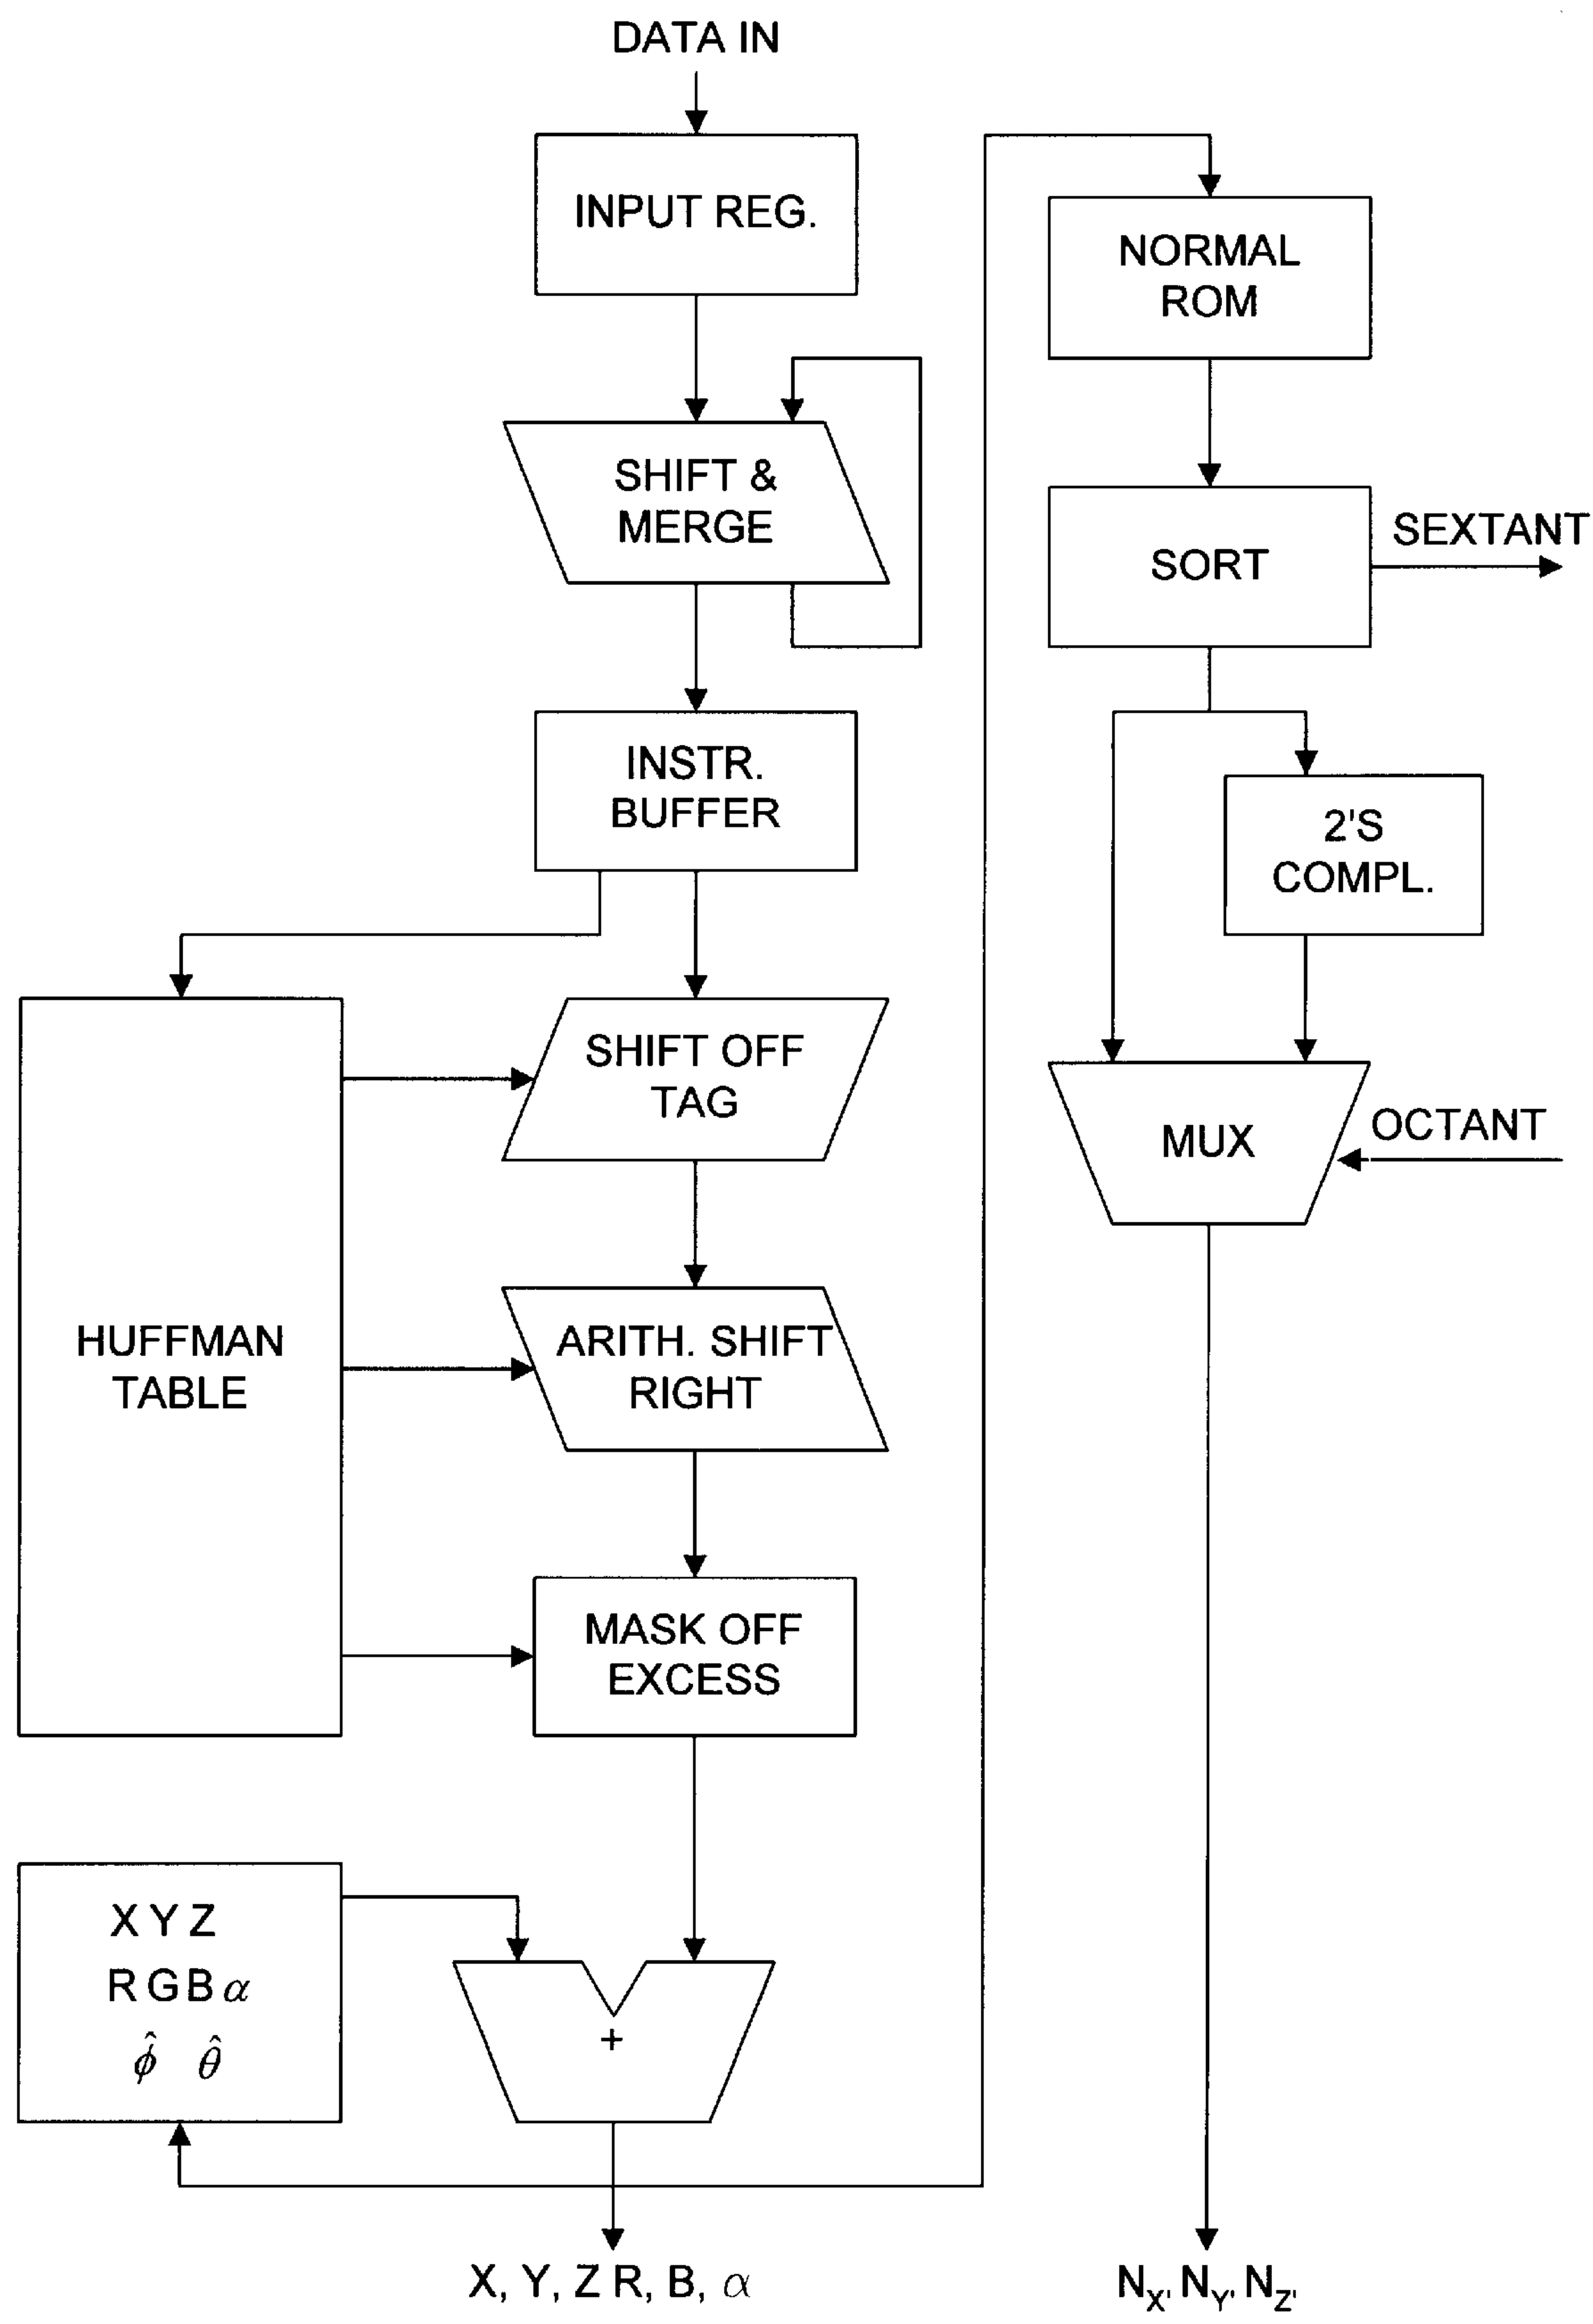 DATA IN
INPUT REG.
SHIFT &
MERGE
INSTR.
BUFFER
SHIFT OFF
TAG
HUFFMAN
TABLE
ARITH. SHIFT
RIGHT
MASK OFF
EXCESS
X Y Z
R G B α
ϕ̂ θ̂
+
X, Y, Z R, B, α
NORMAL
ROM
SORT
SEXTANT
2'S
COMPL.
MUX
OCTANT
NX' NY' NZ'